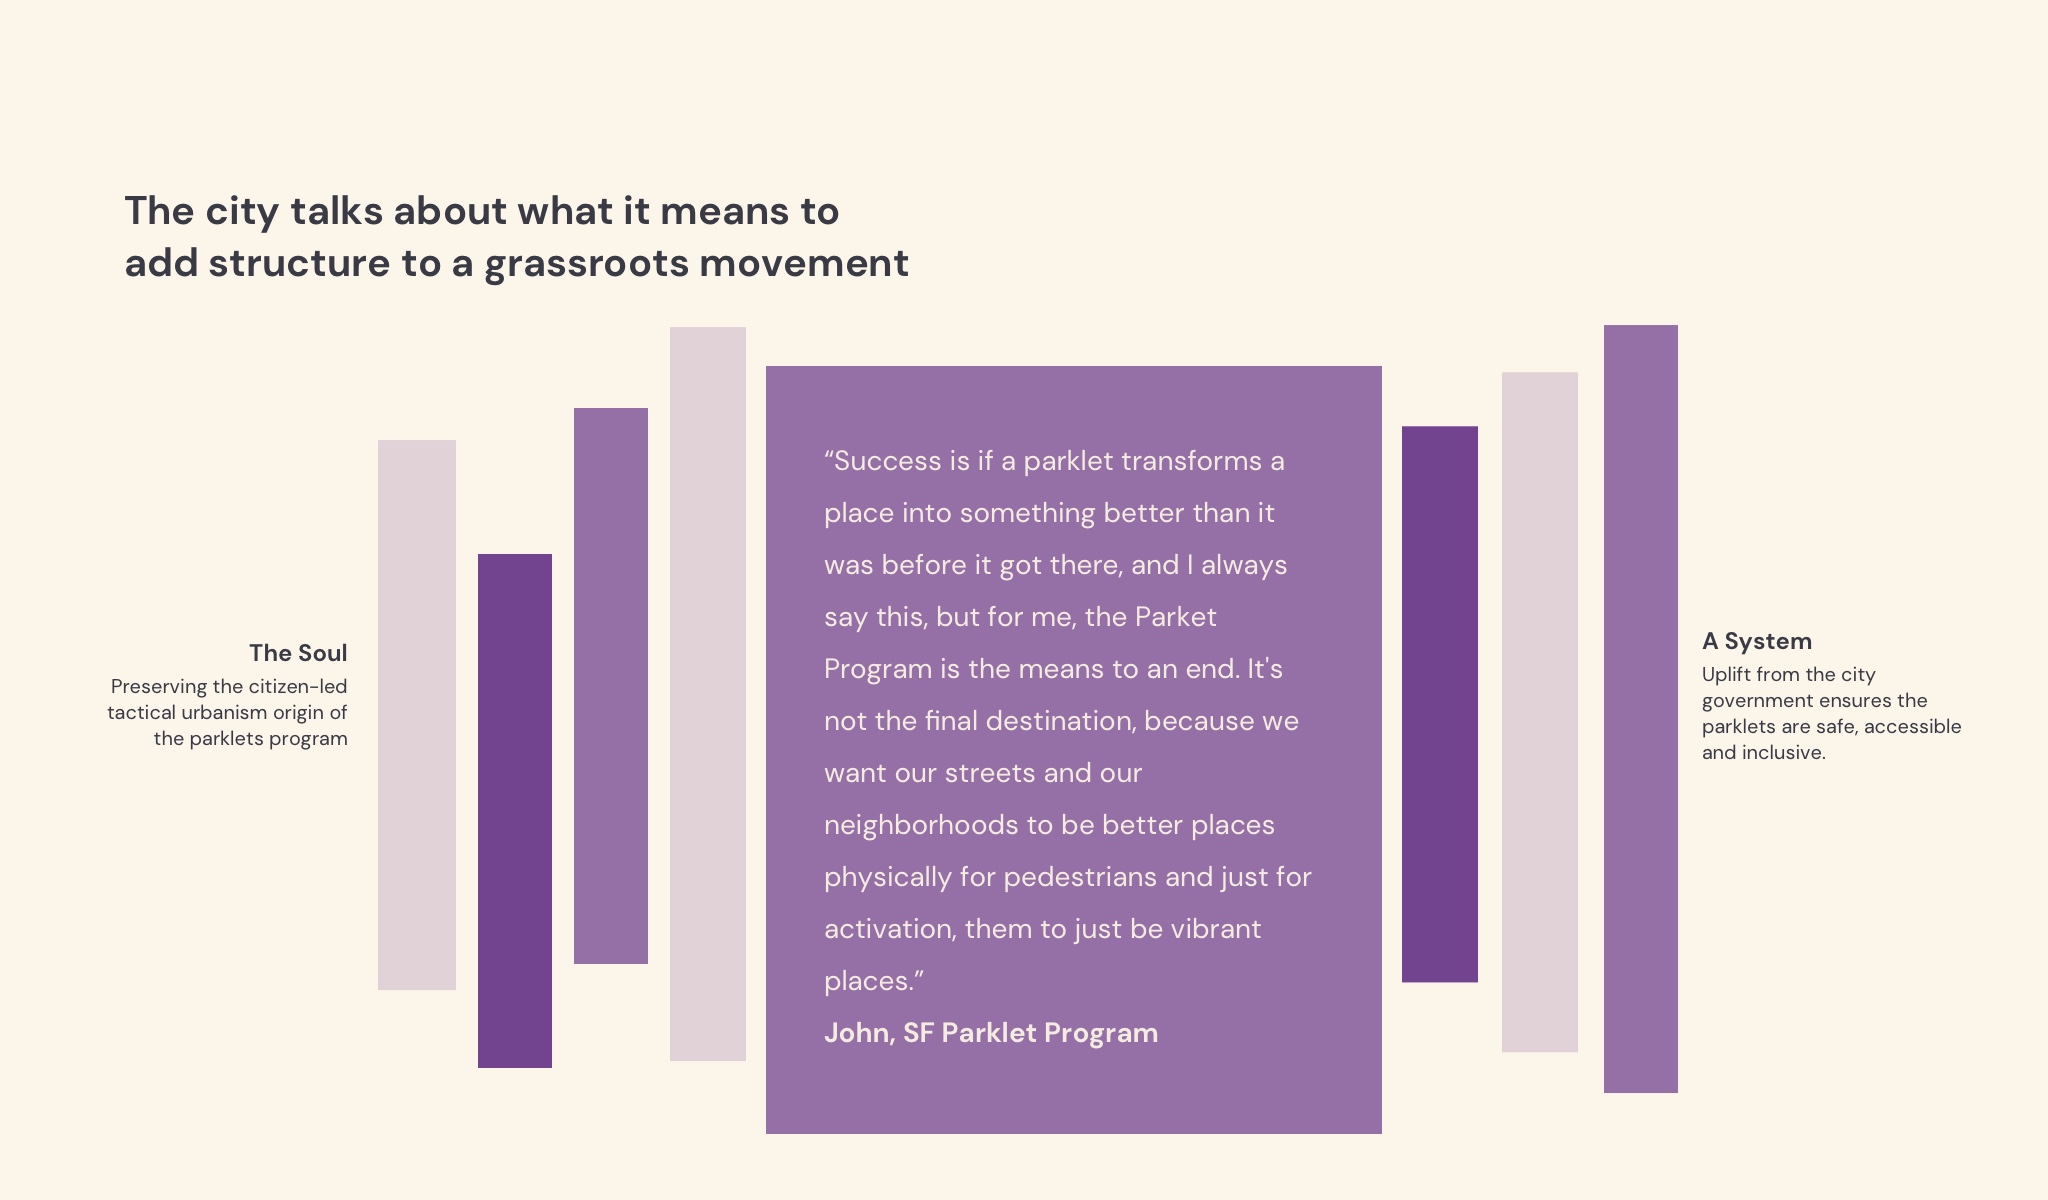 The city talks about what it means to
add structure to a grassroots movement
The Soul
Preserving the citizen-led
tactical urbanism origin of
the parklets program
“Success is if a parklet transforms a
place into something better than it
was before it got there, and I always
say this, but for me, the Parket
Program is the means to an end. It's
not the final destination, because we
want our streets and our
neighborhoods to be better places
physically for pedestrians and just for
activation, them to just be vibrant
places.”
John, SF Parklet Program
A System
Uplift from the city
government ensures the
parklets are safe, accessible
and inclusive.